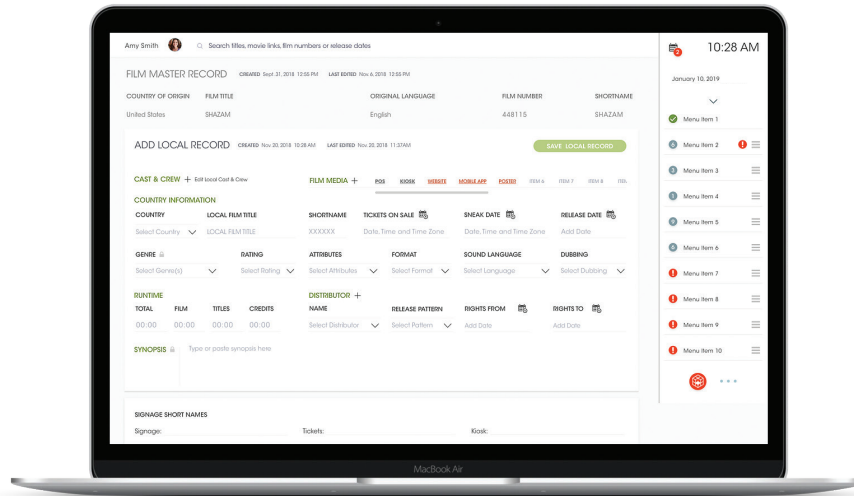 Amy Smith Search titles, movie links, film numbers or release dates
2 10:28 AM
FILM MASTER RECORD CREATED Sept. 31, 2018 12:55 PM LAST EDITED Nov 6, 2018 12:55 PM
January 10, 2019
COUNTRY OF ORIGIN FILM TITLE ORIGINAL LANGUAGE FILM NUMBER SHORTNAME
United States SHAZAM English 448115 SHAZAM
Menu Item 1
ADD LOCAL RECORD CREATED Nov 20, 2018 10:28 AM LAST EDITED Nov. 20, 2018 11:37AM SAVE LOCAL RECORD
6 Menu Item 2
CAST & CREW + Edit Local Cast & Crew FILM MEDIA + POS KIOSK WEBSITE MOBILE APP POSTER ITEM 6 ITEM 7 ITEM 8 ITE
Menu Item 3
COUNTRY INFORMATION
Menu Item 4
COUNTRY LOCAL FILM TITLE SHORTNAME TICKETS ON SALE SNEAK DATE RELEASE DATE
Select Country LOCAL FILM TITLE XXXXXX Date, Time and Time Zone Date, Time and Time Zone Add Date
Menu Item 5
GENRE RATING ATTRIBUTES FORMAT SOUND LANGUAGE DUBBING
Menu Item 6
Select Genre(s) Select Rating Select Attributes Select Format Select Language Select Dubbing
Menu Item 7
RUNTIME DISTRIBUTOR +
Menu Item 8
TOTAL FILM TITLES CREDITS NAME RELEASE PATTERN RIGHTS FROM RIGHTS TO
00:00 00:00 00:00 00:00 Select Distributor Select Pattern Add Date Add Date
Menu Item 9
SYNOPSIS Type or paste synopsis here
Menu Item 10
SIGNAGE SHORT NAMES
Signage: Tickets: Kiosk:
MacBook Air